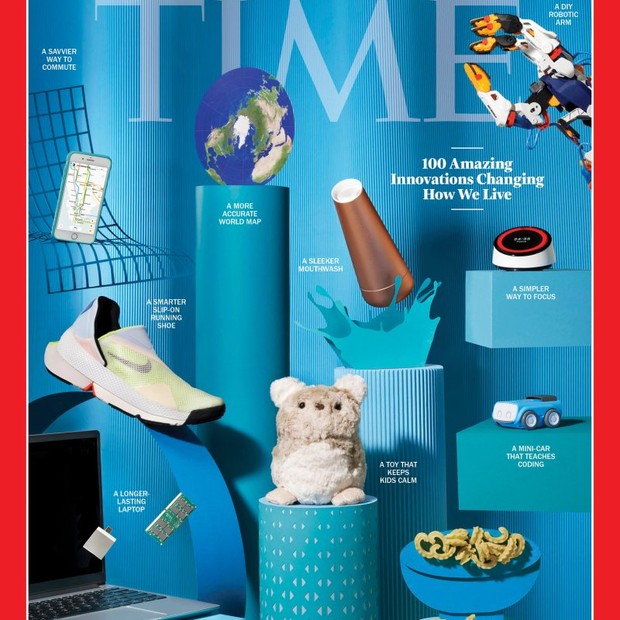 TIME
A DIY
ROBOTIC
ARM
A SAVVIER
WAY TO
COMMUTE
100 Amazing
Innovations Changing
How We Live
A MORE
ACCURATE
WORLD MAP
A SLEEKER
MOUTHWASH
A SIMPLER
WAY TO FOCUS
A SMARTER
SLIP-ON
RUNNING
SHOE
A MINI-CAR
THAT TEACHES
CODING
A TOY THAT
KEEPS
KIDS CALM
A LONGER-
LASTING
LAPTOP